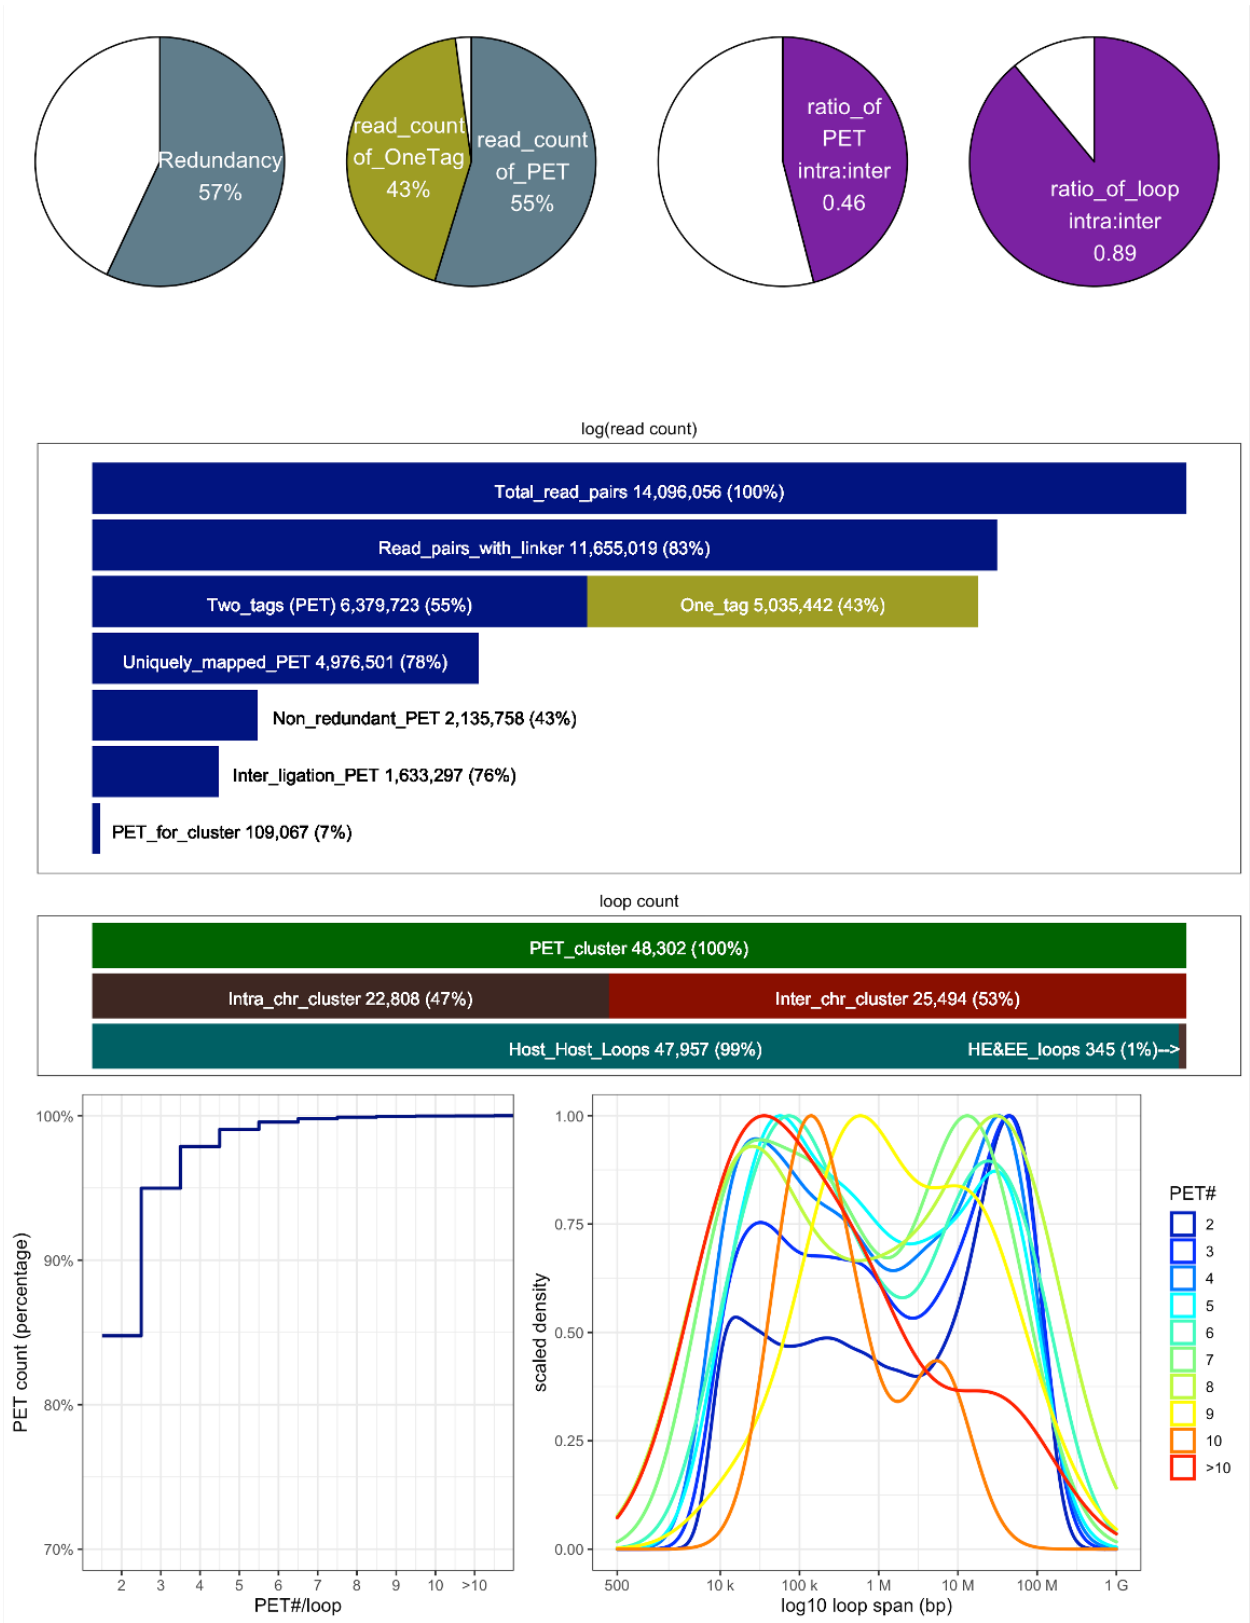 Redundancy
57%
read_count
of_OneTag
43%
read_count
of_PET
55%
ratio_of
PET
intra:inter
0.46
ratio_of_loop
intra:inter
0.89
log(read count)
Total_read_pairs 14,096,056 (100%)
Read_pairs_with_linker 11,655,019 (83%)
Two_tags (PET) 6,379,723 (55%)
One_tag 5,035,442 (43%)
Uniquely_mapped_PET 4,976,501 (78%)
Non_redundant_PET 2,135,758 (43%)
Inter_ligation_PET 1,633,297 (76%)
PET_for_cluster 109,067 (7%)
loop count
PET_cluster 48,302 (100%)
Intra_chr_cluster 22,808 (47%)
Inter_chr_cluster 25,494 (53%)
Host_Host_Loops 47,957 (99%)
HE&EE_loops 345 (1%)-->
PET count (percentage)
100%
90%
80%
70%
2 3 4 5 6 7 8 9 10 >10
PET#/loop
scaled density
1.00
0.75
0.50
0.25
0.00
500 10 k 100 k 1 M 10 M 100 M 1 G
log10 loop span (bp)
PET#
2
3
4
5
6
7
8
9
10
>10